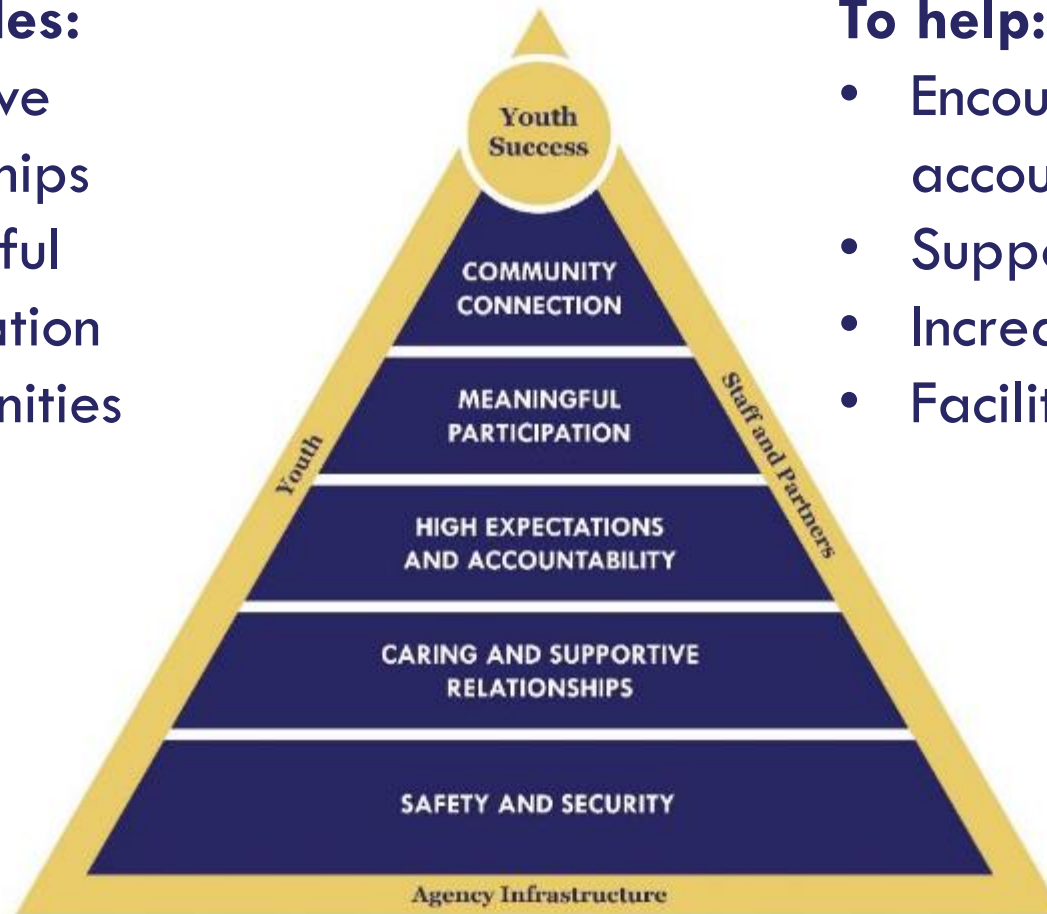 les:
ve
hips
ful
ation
nities
Youth
Success
COMMUNITY
CONNECTION
MEANINGFUL
PARTICIPATION
HIGH EXPECTATIONS
AND ACCOUNTABILITY
CARING AND SUPPORTIVE
RELATIONSHIPS
SAFETY AND SECURITY
Youth
Staff and Partners
Agency Infrastructure
To help:
• Encou
accou
• Suppo
• Increa
• Facilit